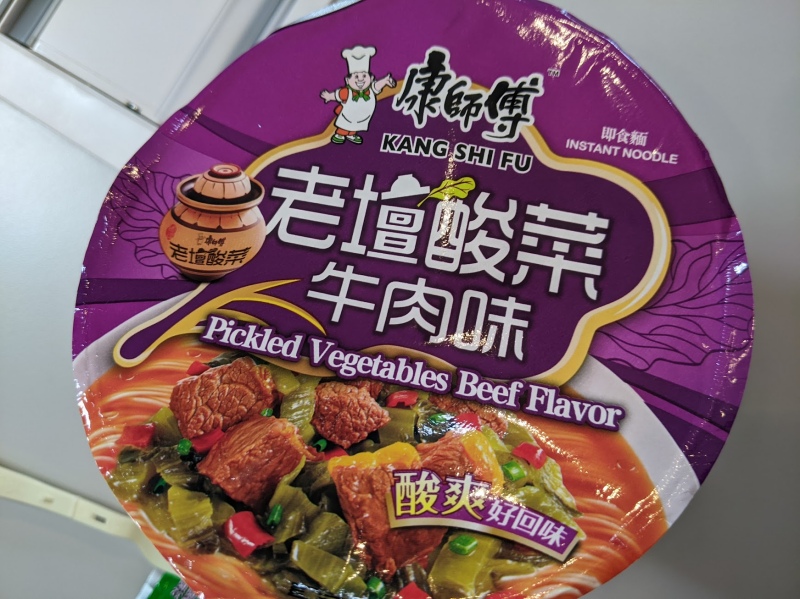 康師傅
KANG SHI FU
即食麵
INSTANT NOODLE
老壇酸菜
牛肉味
老壇酸菜
Pickled Vegetables Beef Flavor
酸爽好回味